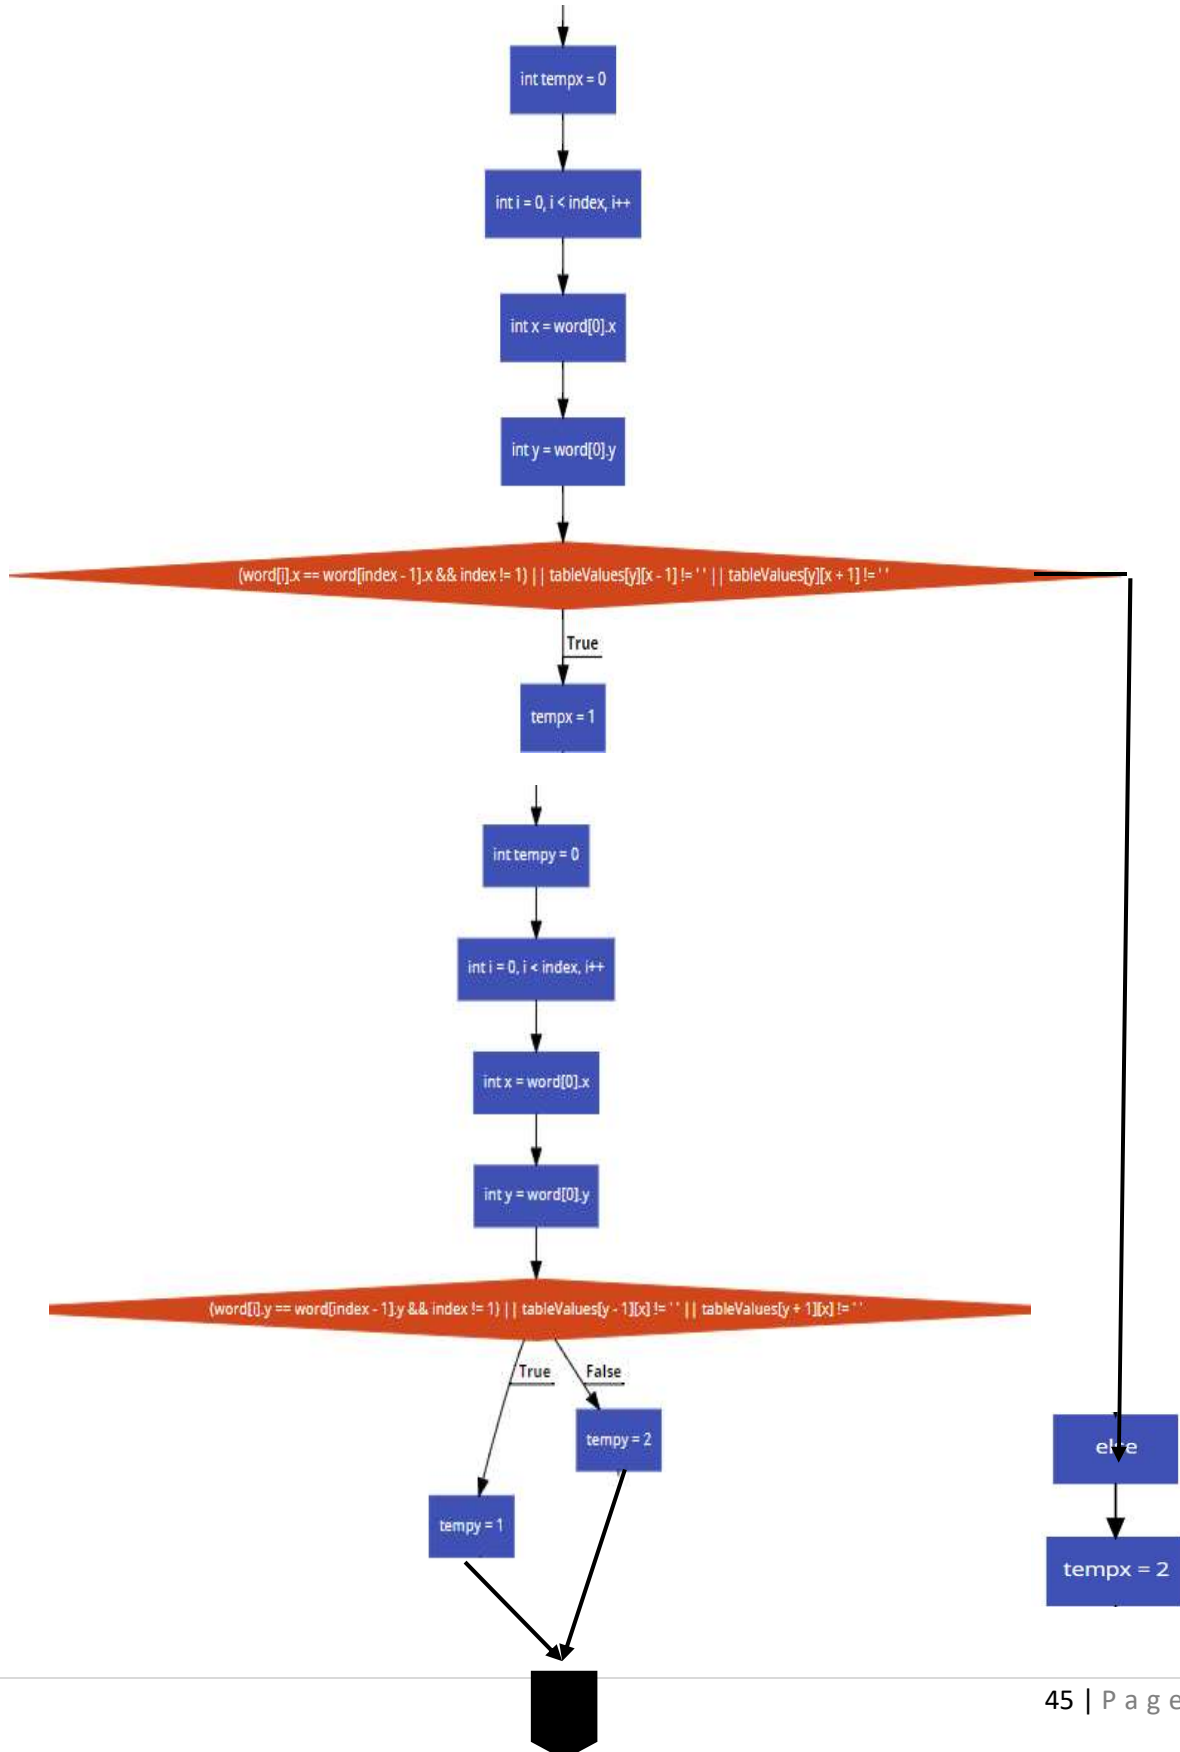 int tempx = 0
int i = 0, i < index, i++
int x = word[0].x
int y = word[0].y
(word[i].x == word[index - 1].x && index != 1) || tableValues[y][x - 1] != ' ' || tableValues[y][x + 1] != ' '
True
tempx = 1
int tempy = 0
int i = 0, i < index, i++
int x = word[0].x
int y = word[0].y
(word[i].y == word[index - 1].y && index != 1) || tableValues[y - 1][x] != ' ' || tableValues[y + 1][x] != ' '
True
False
tempy = 2
else
tempy = 1
tempx = 2
45 | Page